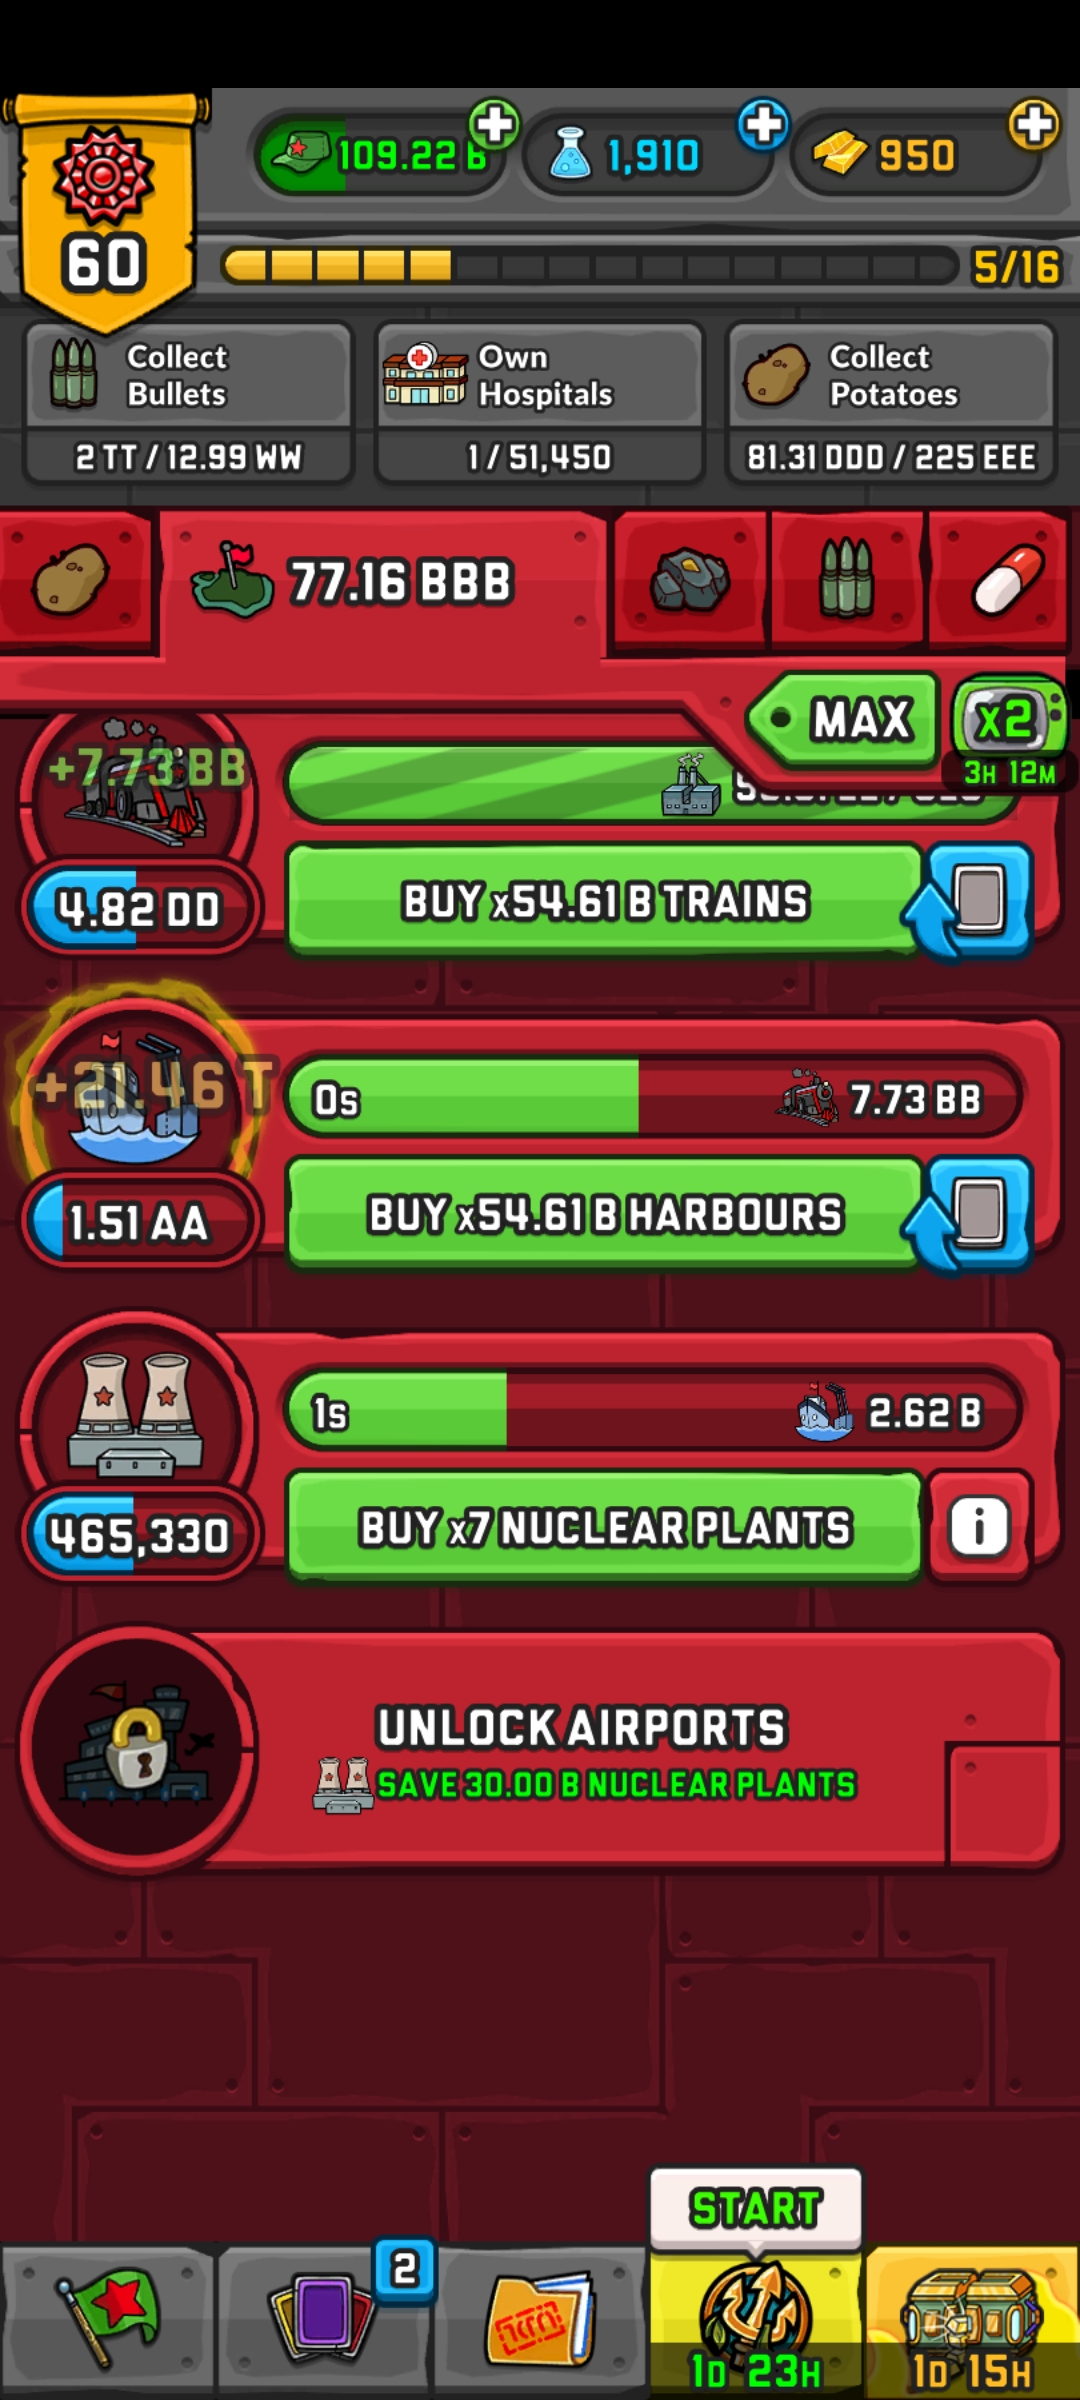 109.22 B
1,910
950
60
5/16
Collect
Bullets
2 TT / 12.99 WW
Own
Hospitals
1 / 51,450
Collect
Potatoes
81.31 DDD / 225 EEE
77.16 BBB
MAX
x2
3H 12M
+7.73 BB
4.82 DD
BUY x54.61 B TRAINS
+21.46 T
0s
7.73 BB
1.51 AA
BUY x54.61 B HARBOURS
1s
2.62 B
465,330
BUY x7 NUCLEAR PLANTS
i
UNLOCK AIRPORTS
SAVE 30.00 B NUCLEAR PLANTS
START
2
1D 23H
1D 15H